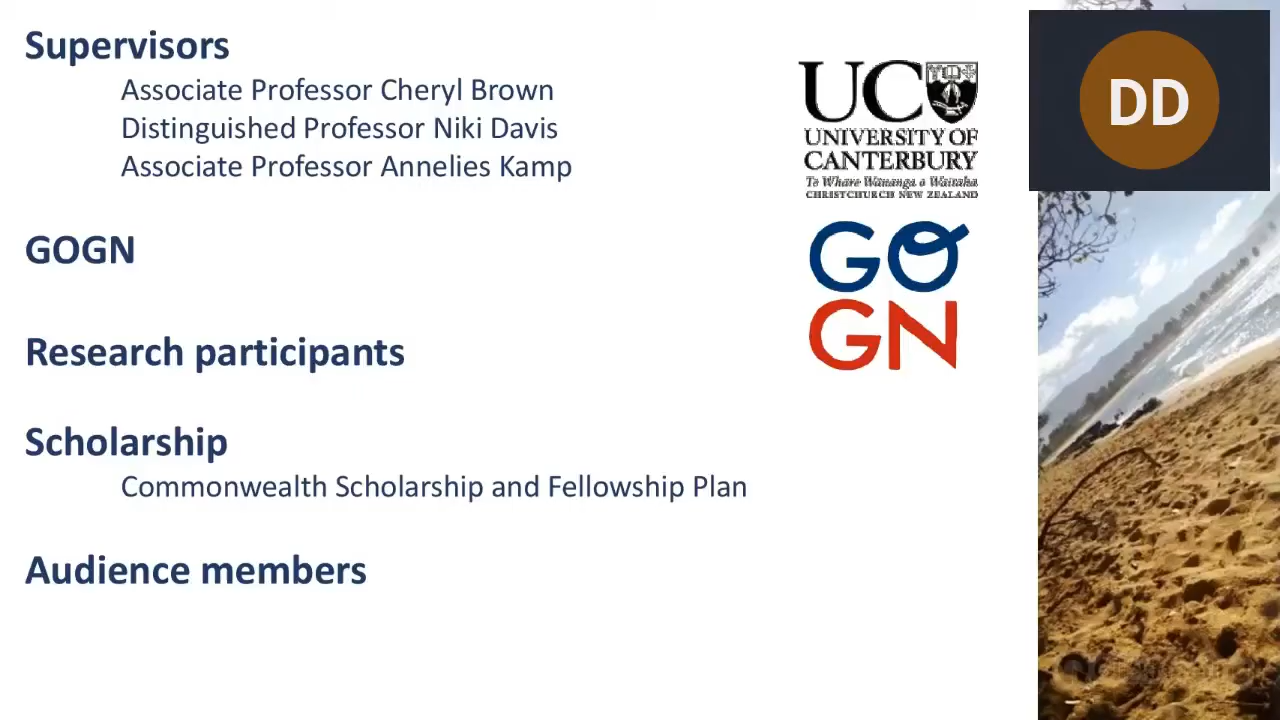 Supervisors
Associate Professor Cheryl Brown
Distinguished Professor Niki Davis
Associate Professor Annelies Kamp
GOGN
Research participants
Scholarship
Commonwealth Scholarship and Fellowship Plan
Audience members
UC
UNIVERSITY OF
CANTERBURY
Te Whare Wānanga o Waitaha
CHRISTCHURCH NEW ZEALAND
GO
GN
DD